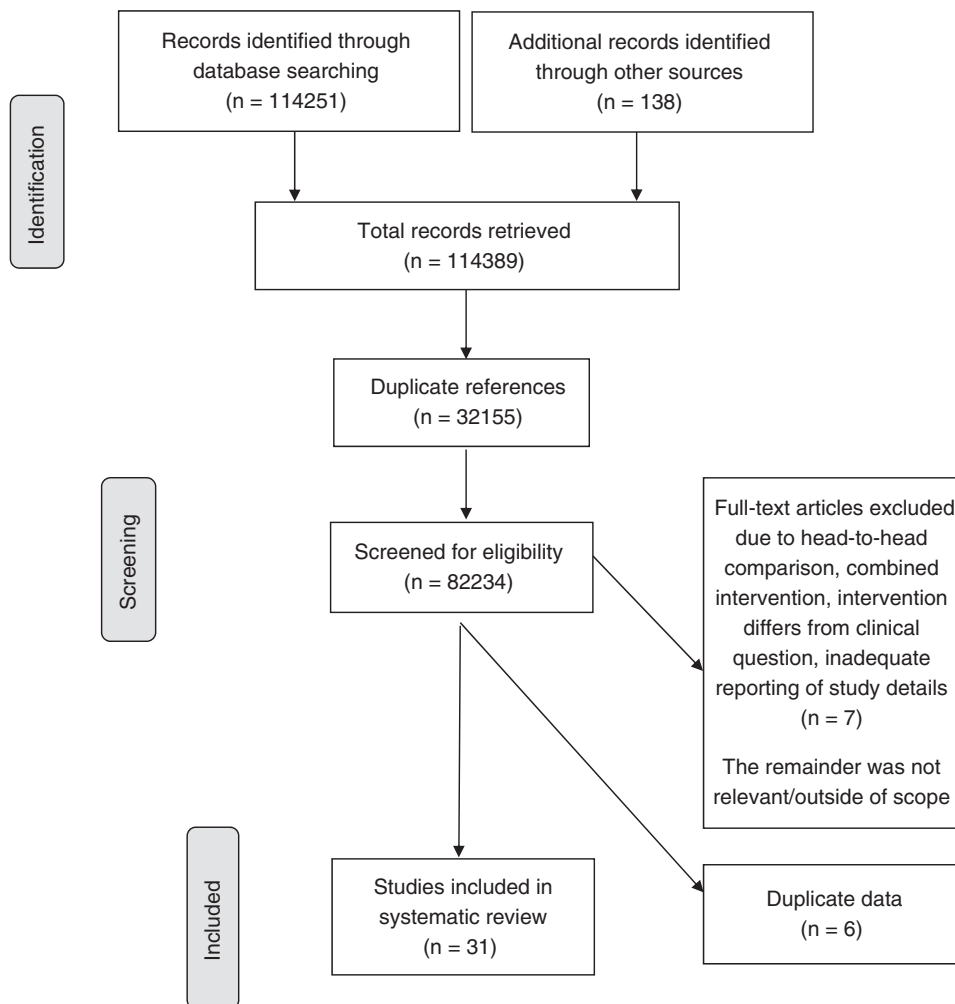 Records identified through
database searching
(n = 114251)
Additional records identified
through other sources
(n = 138)
Identification
Total records retrieved
(n = 114389)
Duplicate references
(n = 32155)
Screening
Screened for eligibility
(n = 82234)
Full-text articles excluded
due to head-to-head
comparison, combined
intervention, intervention
differs from clinical
question, inadequate
reporting of study details
(n = 7)
The remainder was not
relevant/outside of scope
Included
Studies included in
systematic review
(n = 31)
Duplicate data
(n = 6)